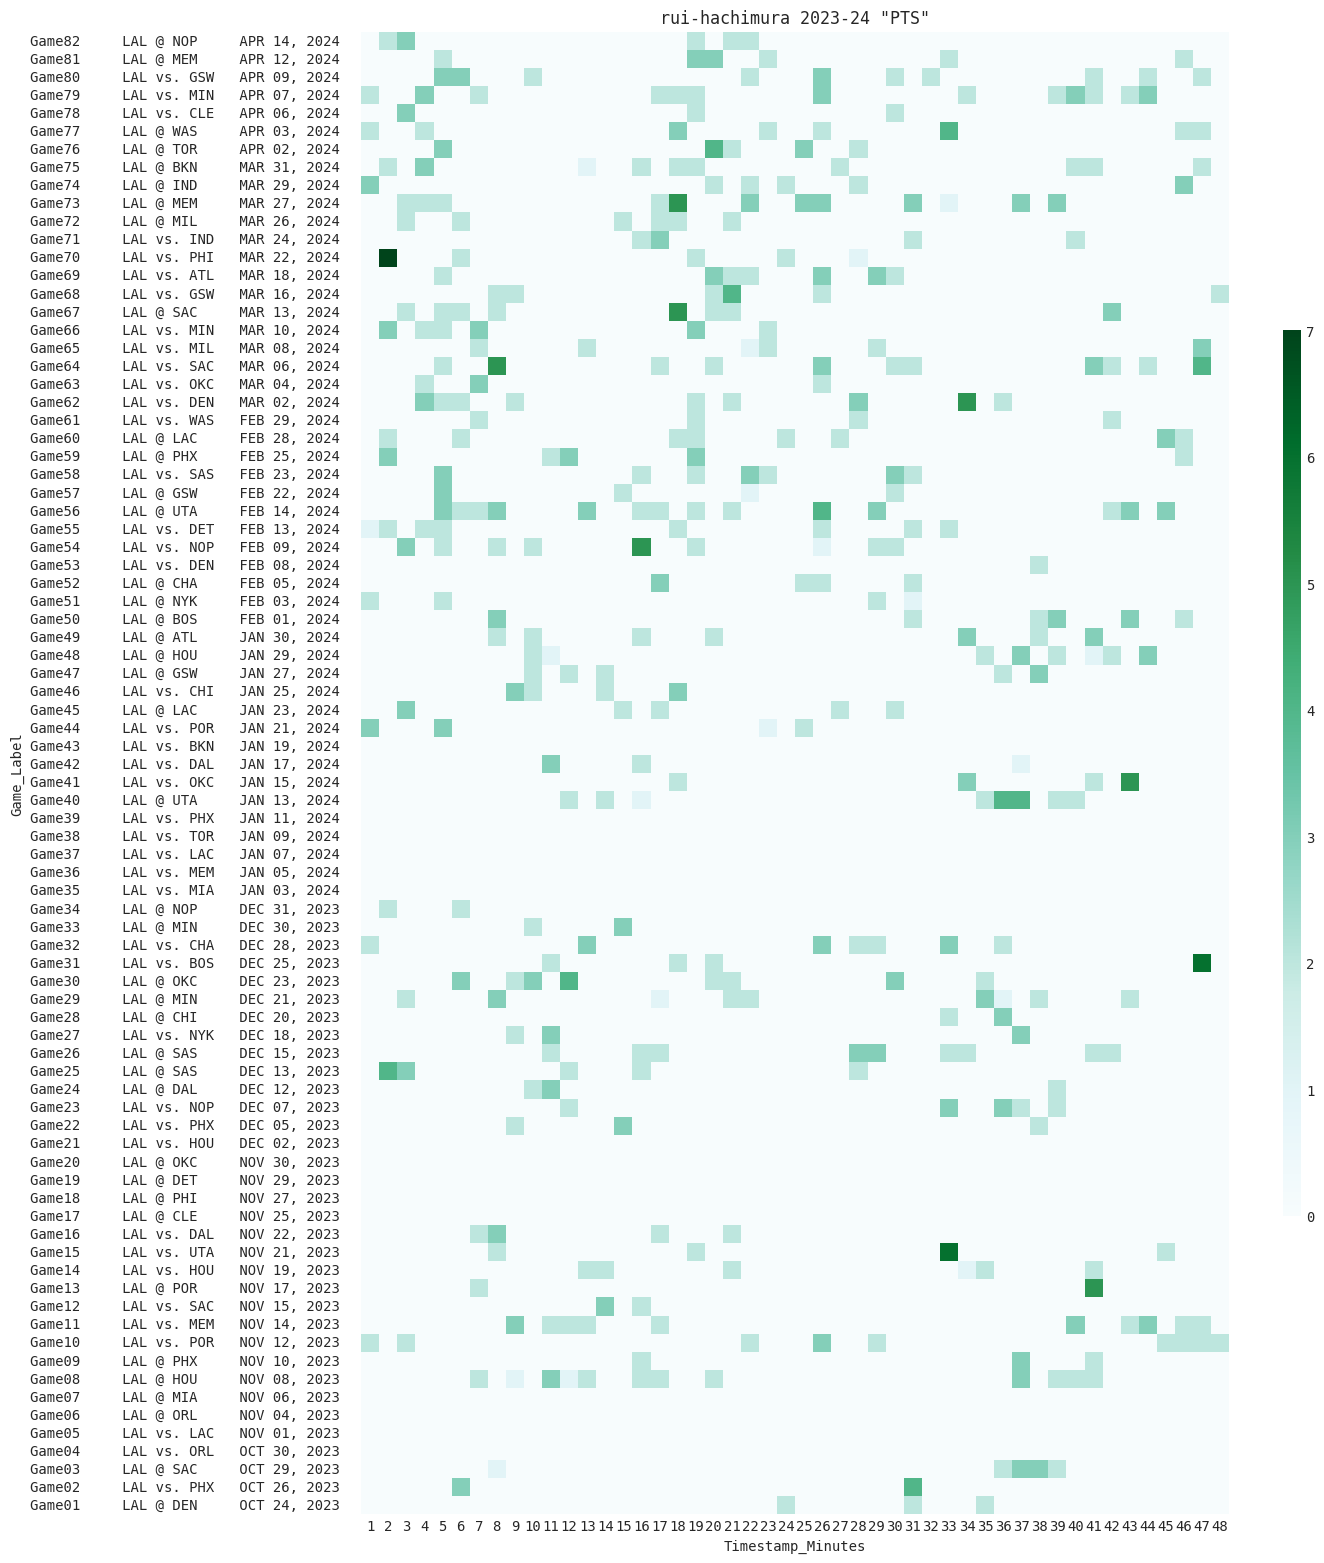 rui-hachimura 2023-24 "PTS"
Game82 LAL @ NOP APR 14, 2024
Game81 LAL @ MEM APR 12, 2024
Game80 LAL vs. GSW APR 09, 2024
Game79 LAL vs. MIN APR 07, 2024
Game78 LAL vs. CLE APR 06, 2024
Game77 LAL @ WAS APR 03, 2024
Game76 LAL @ TOR APR 02, 2024
Game75 LAL @ BKN MAR 31, 2024
Game74 LAL @ IND MAR 29, 2024
Game73 LAL @ MEM MAR 27, 2024
Game72 LAL @ MIL MAR 26, 2024
Game71 LAL vs. IND MAR 24, 2024
Game70 LAL vs. PHI MAR 22, 2024
Game69 LAL vs. ATL MAR 18, 2024
Game68 LAL vs. GSW MAR 16, 2024
Game67 LAL @ SAC MAR 13, 2024
Game66 LAL vs. MIN MAR 10, 2024
Game65 LAL vs. MIL MAR 08, 2024
Game64 LAL vs. SAC MAR 06, 2024
Game63 LAL vs. OKC MAR 04, 2024
Game62 LAL vs. DEN MAR 02, 2024
Game61 LAL vs. WAS FEB 29, 2024
Game60 LAL @ LAC FEB 28, 2024
Game59 LAL @ PHX FEB 25, 2024
Game58 LAL vs. SAS FEB 23, 2024
Game57 LAL @ GSW FEB 22, 2024
Game56 LAL @ UTA FEB 14, 2024
Game55 LAL vs. DET FEB 13, 2024
Game54 LAL vs. NOP FEB 09, 2024
Game53 LAL vs. DEN FEB 08, 2024
Game52 LAL @ CHA FEB 05, 2024
Game51 LAL @ NYK FEB 03, 2024
Game50 LAL @ BOS FEB 01, 2024
Game49 LAL @ ATL JAN 30, 2024
Game48 LAL @ HOU JAN 29, 2024
Game47 LAL @ GSW JAN 27, 2024
Game46 LAL vs. CHI JAN 25, 2024
Game45 LAL @ LAC JAN 23, 2024
Game44 LAL vs. POR JAN 21, 2024
Game43 LAL vs. BKN JAN 19, 2024
Game42 LAL vs. DAL JAN 17, 2024
Game41 LAL vs. OKC JAN 15, 2024
Game40 LAL @ UTA JAN 13, 2024
Game39 LAL vs. PHX JAN 11, 2024
Game38 LAL vs. TOR JAN 09, 2024
Game37 LAL vs. LAC JAN 07, 2024
Game36 LAL vs. MEM JAN 05, 2024
Game35 LAL vs. MIA JAN 03, 2024
Game34 LAL @ NOP DEC 31, 2023
Game33 LAL @ MIN DEC 30, 2023
Game32 LAL vs. CHA DEC 28, 2023
Game31 LAL vs. BOS DEC 25, 2023
Game30 LAL @ OKC DEC 23, 2023
Game29 LAL @ MIN DEC 21, 2023
Game28 LAL @ CHI DEC 20, 2023
Game27 LAL vs. NYK DEC 18, 2023
Game26 LAL @ SAS DEC 15, 2023
Game25 LAL @ SAS DEC 13, 2023
Game24 LAL @ DAL DEC 12, 2023
Game23 LAL vs. NOP DEC 07, 2023
Game22 LAL vs. PHX DEC 05, 2023
Game21 LAL vs. HOU DEC 02, 2023
Game20 LAL @ OKC NOV 30, 2023
Game19 LAL @ DET NOV 29, 2023
Game18 LAL @ PHI NOV 27, 2023
Game17 LAL @ CLE NOV 25, 2023
Game16 LAL vs. DAL NOV 22, 2023
Game15 LAL vs. UTA NOV 21, 2023
Game14 LAL vs. HOU NOV 19, 2023
Game13 LAL @ POR NOV 17, 2023
Game12 LAL vs. SAC NOV 15, 2023
Game11 LAL vs. MEM NOV 14, 2023
Game10 LAL vs. POR NOV 12, 2023
Game09 LAL @ PHX NOV 10, 2023
Game08 LAL @ HOU NOV 08, 2023
Game07 LAL @ MIA NOV 06, 2023
Game06 LAL @ ORL NOV 04, 2023
Game05 LAL vs. LAC NOV 01, 2023
Game04 LAL vs. ORL OCT 30, 2023
Game03 LAL @ SAC OCT 29, 2023
Game02 LAL vs. PHX OCT 26, 2023
Game01 LAL @ DEN OCT 24, 2023
Game_Label
1 2 3 4 5 6 7 8 9 10 11 12 13 14 15 16 17 18 19 20 21 22 23 24 25 26 27 28 29 30 31 32 33 34 35 36 37 38 39 40 41 42 43 44 45 46 47 48
Timestamp_Minutes
7
6
5
4
3
2
1
0